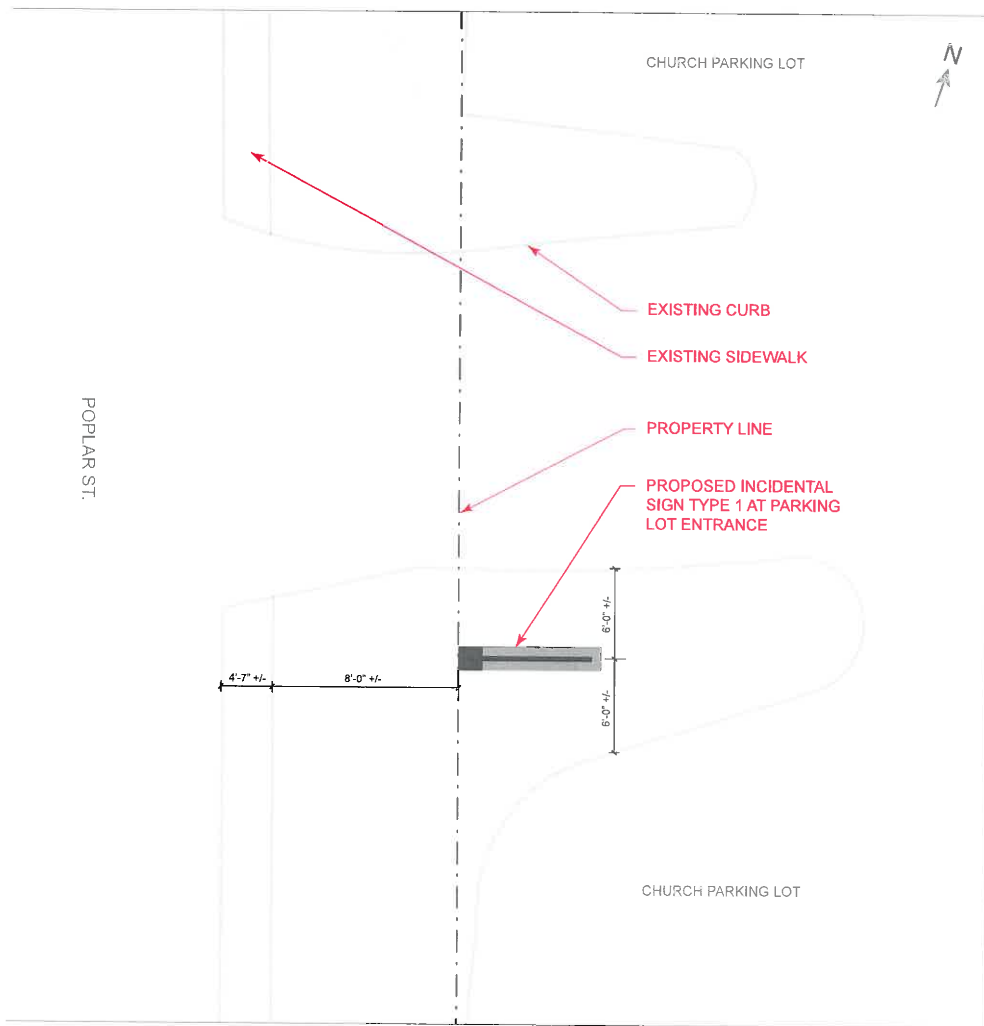 CHURCH PARKING LOT
N
EXISTING CURB
EXISTING SIDEWALK
POPLAR ST.
PROPERTY LINE
PROPOSED INCIDENTAL
SIGN TYPE 1 AT PARKING
LOT ENTRANCE
6'-0" +/-
4'-7" +/-
8'-0" +/-
6'-0" +/-
CHURCH PARKING LOT